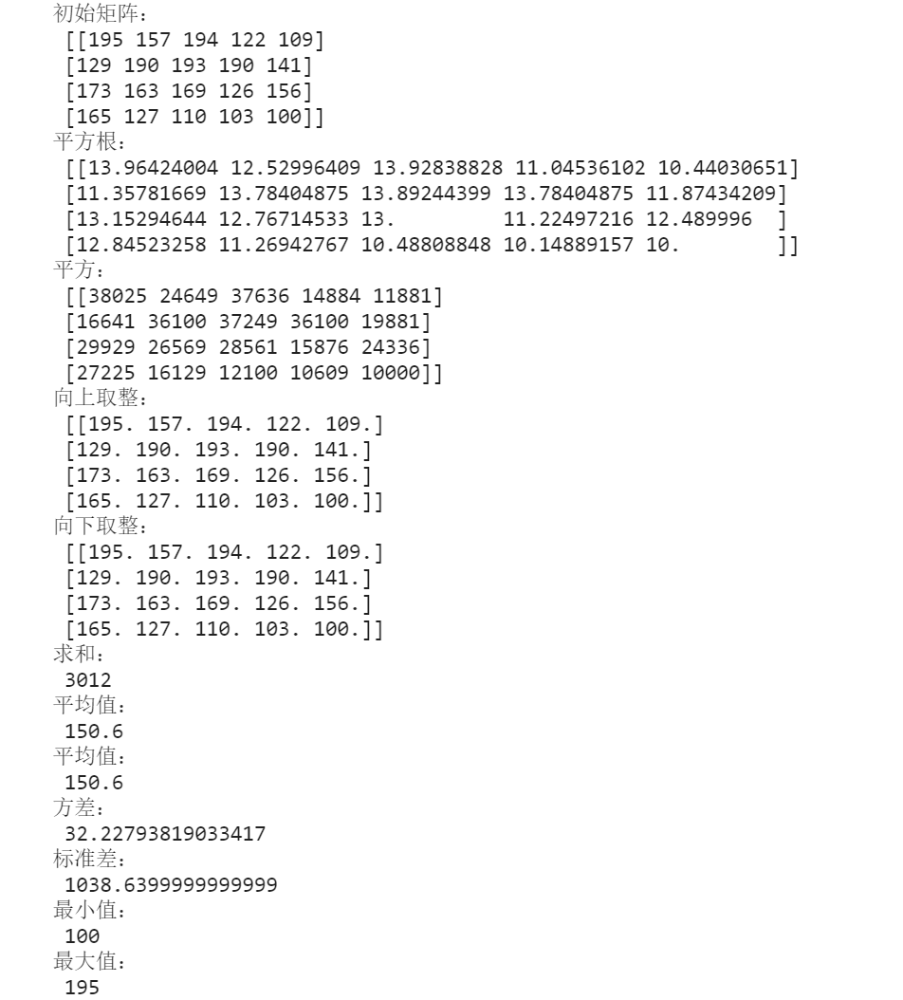 初始矩阵：
[[195 157 194 122 109]
[129 190 193 190 141]
[173 163 169 126 156]
[165 127 110 103 100]]
平方根：
[[13.96424004 12.52996409 13.92838828 11.04536102 10.44030651]
[11.35781669 13.78404875 13.89244399 13.78404875 11.87434209]
[13.15294644 12.76714533 13.         11.22497216 12.489996  ]
[12.84523258 11.26942767 10.48808848 10.14889157 10.        ]]
平方：
[[38025 24649 37636 14884 11881]
[16641 36100 37249 36100 19881]
[29929 26569 28561 15876 24336]
[27225 16129 12100 10609 10000]]
向上取整：
[[195. 157. 194. 122. 109.]
[129. 190. 193. 190. 141.]
[173. 163. 169. 126. 156.]
[165. 127. 110. 103. 100.]]
向下取整：
[[195. 157. 194. 122. 109.]
[129. 190. 193. 190. 141.]
[173. 163. 169. 126. 156.]
[165. 127. 110. 103. 100.]]
求和：
3012
平均值：
150.6
平均值：
150.6
方差：
32.22793819033417
标准差：
1038.6399999999999
最小值：
100
最大值：
195